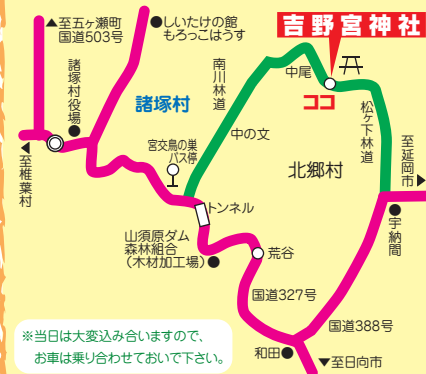 ▲至五ヶ瀬町
国道503号
●しいたけの館
もろっこはうす
吉野宮神社
中尾
ココ
南川林道
諸塚村役場
諸塚村
松ヶ下林道
中の又
宮交鳥の巣
バス停
北郷村
至延岡市▶
◀至椎葉村
トンネル
宇納間
山須原ダム
森林組合
(木材加工場)
荒谷
国道327号
国道388号
※当日は大変込み合いますので、
お車は乗り合わせておいで下さい。
和田
▼至日向市